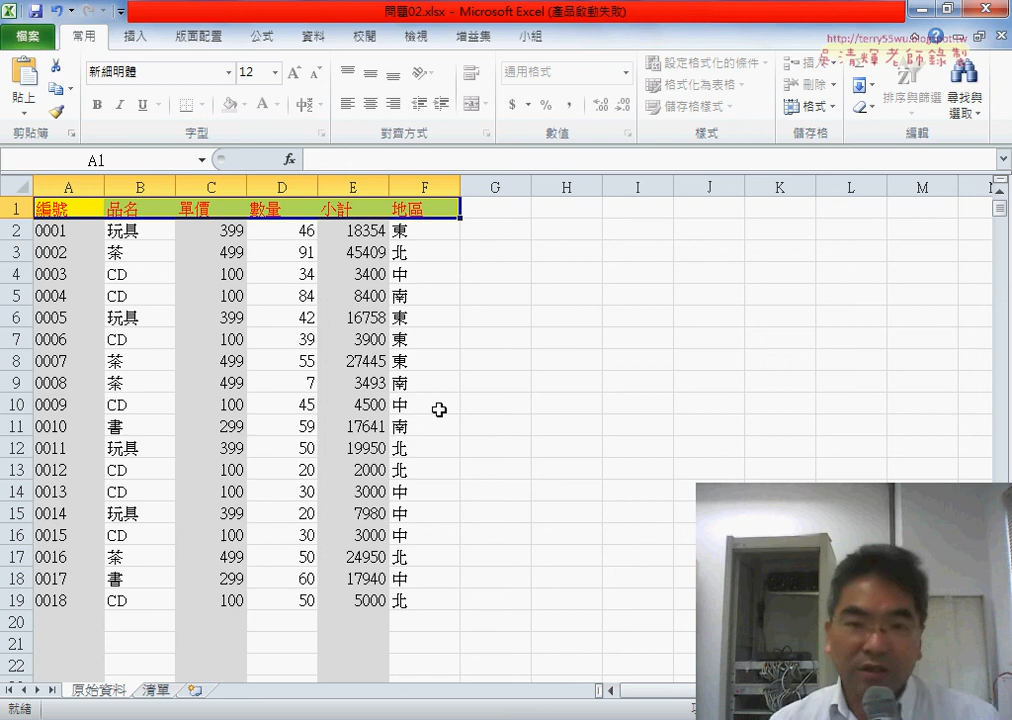 問題02.xlsx - Microsoft Excel (產品啟動失敗)
檔案 常用 插入 版面配置 公式 資料 校閱 檢視 增益集 小組
http://terry55wu.blogspot.tw
吳清輝老師錄製
貼上 新細明體 12 通用格式 設定格式化的條件 插入
格式化為表格 刪除 排序與篩選 尋找與
選取
儲存格樣式 格式
剪貼簿 字型 對齊方式 數值 樣式 儲存格 編輯
A1 fx
A B C D E F G H I J K L M N
1 編號 品名 單價 數量 小計 地區
2 0001 玩具 399 46 18354 東
3 0002 茶 499 91 45409 北
4 0003 CD 100 34 3400 中
5 0004 CD 100 84 8400 南
6 0005 玩具 399 42 16758 東
7 0006 CD 100 39 3900 東
8 0007 茶 499 55 27445 東
9 0008 茶 499 7 3493 南
10 0009 CD 100 45 4500 中
11 0010 書 299 59 17641 南
12 0011 玩具 399 50 19950 北
13 0012 CD 100 20 2000 北
14 0013 CD 100 30 3000 中
15 0014 玩具 399 20 7980 中
16 0015 CD 100 30 3000 中
17 0016 茶 499 50 24950 北
18 0017 書 299 60 17940 中
19 0018 CD 100 50 5000 北
20
21
22
原始資料 清單
就緒